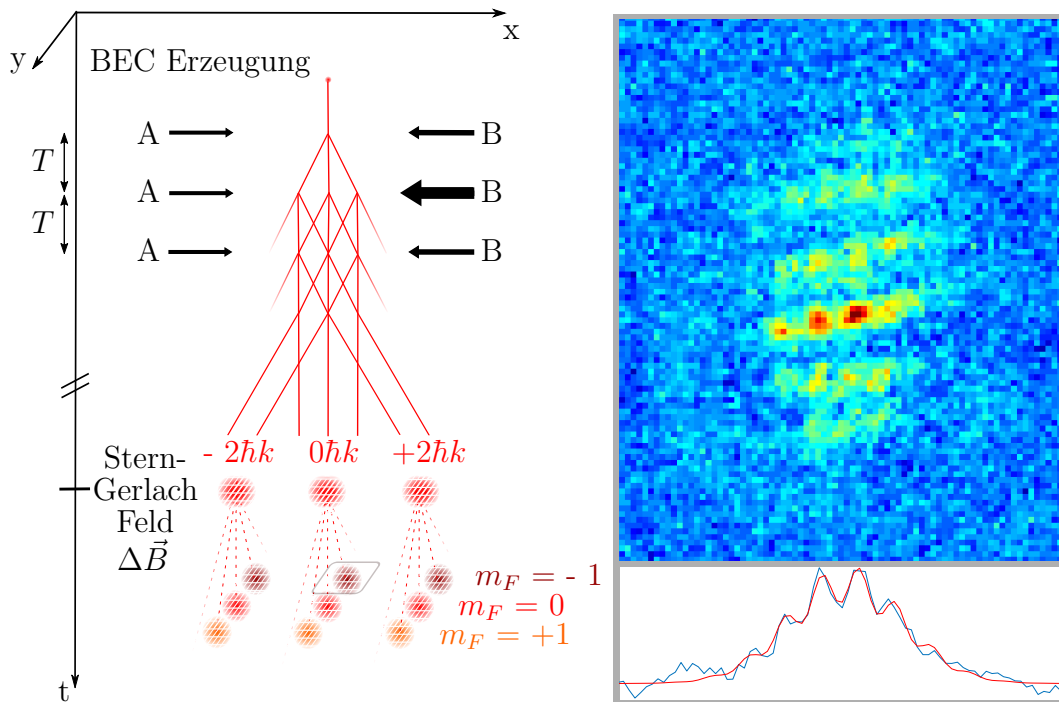 x
y
BEC Erzeugung
A
B
T
A
B
T
A
B
- 2ħk
0ħk
+2ħk
Stern-
Gerlach
Feld
ΔB⃗
m_F = - 1
m_F = 0
m_F = +1
t